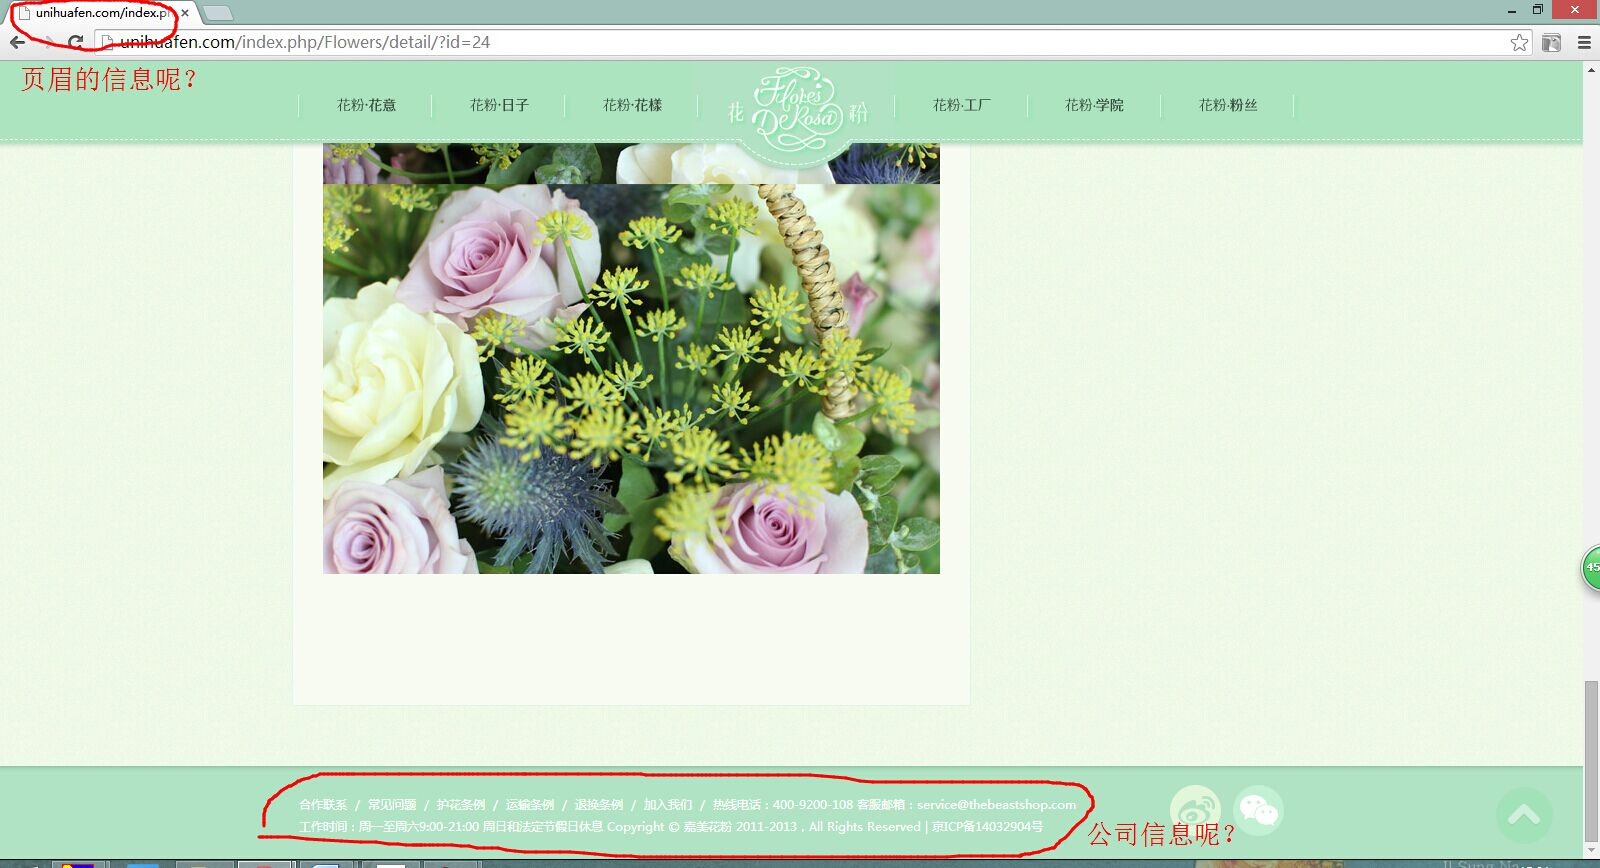 unihuafen.com/index.p
unihuafen.com/index.php/Flowers/detail/?id=24
页眉的信息呢?
花粉·花意
花粉·日子
花粉·花樣
花
Flores
DeRosa
粉
花粉·工厂
花粉·学院
花粉·粉丝
45
合作联系 / 常见问题 / 护花条例 / 运输条例 / 退换条例 / 加入我们 / 热线电话：400-9200-108 客服邮箱：service@thebeastshop.com
工作时间：周一至周六9:00-21:00 周日和法定节假日休息 Copyright © 嘉美花粉 2011-2013，All Rights Reserved | 京ICP备14032904号
公司信息呢?